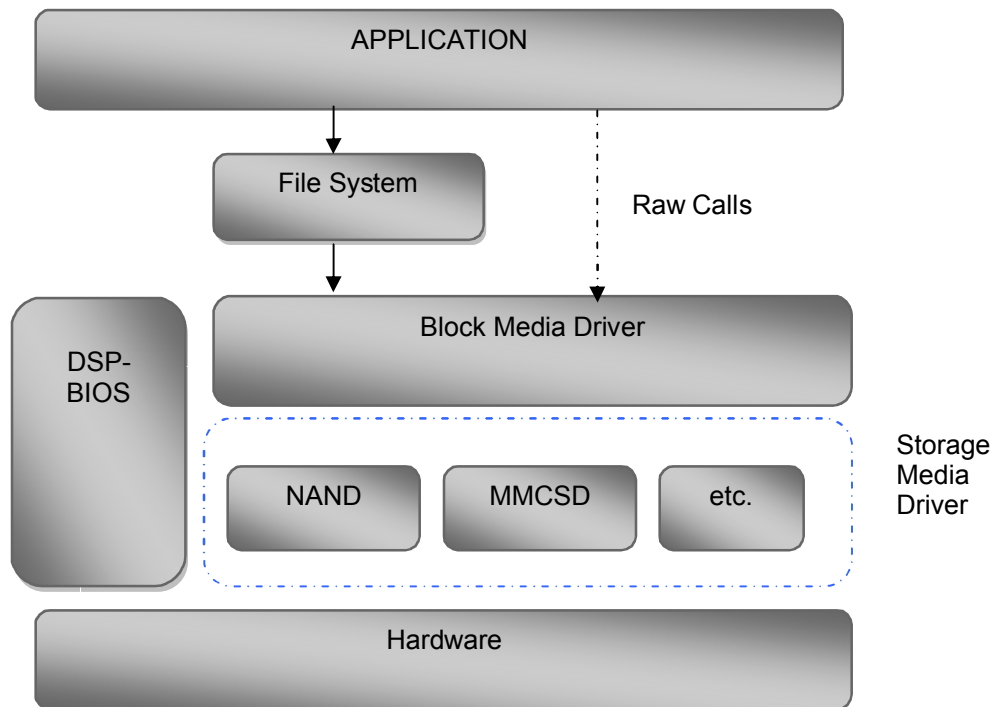 APPLICATION
File System
Raw Calls
Block Media Driver
DSP-
BIOS
Storage
Media
Driver
NAND
MMCSD
etc.
Hardware